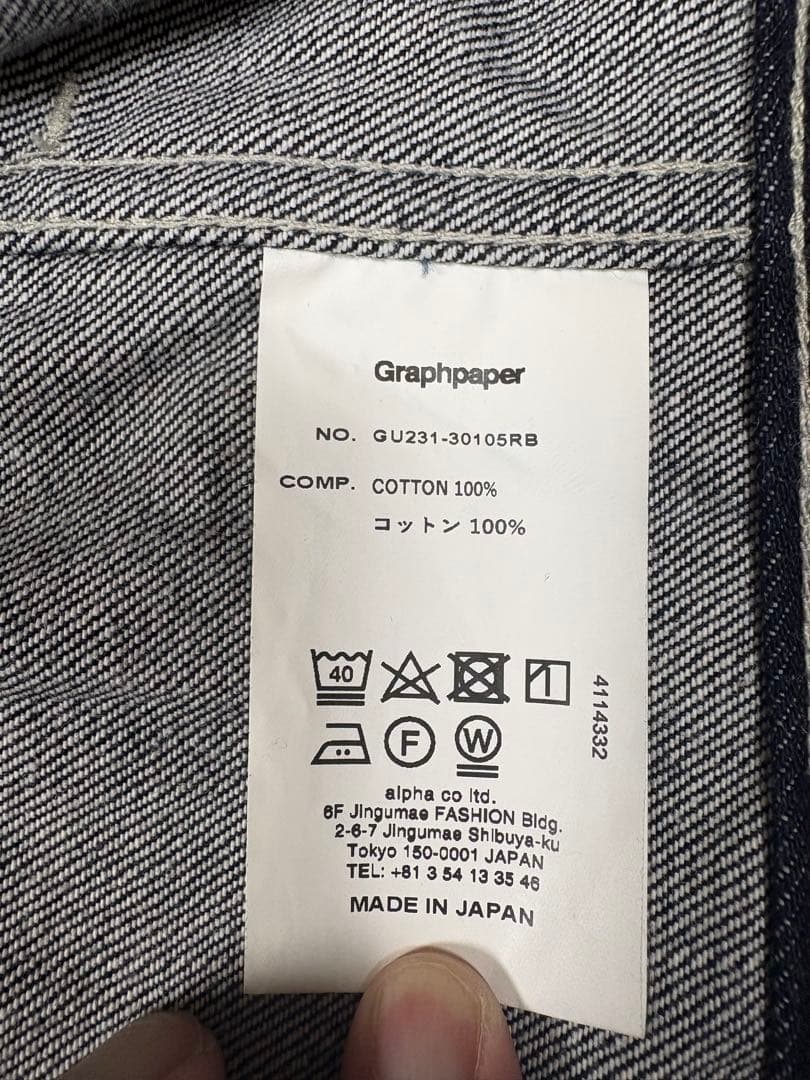 Graphpaper
NO. GU231-30105RB
COMP. COTTON 100%
コットン 100%
40
F W
4114332
alpha co ltd.
6F Jingumae FASHION Bldg.
2-6-7 Jingumae Shibuya-ku
Tokyo 150-0001 JAPAN
TEL: +81 3 54 13 35 46
MADE IN JAPAN